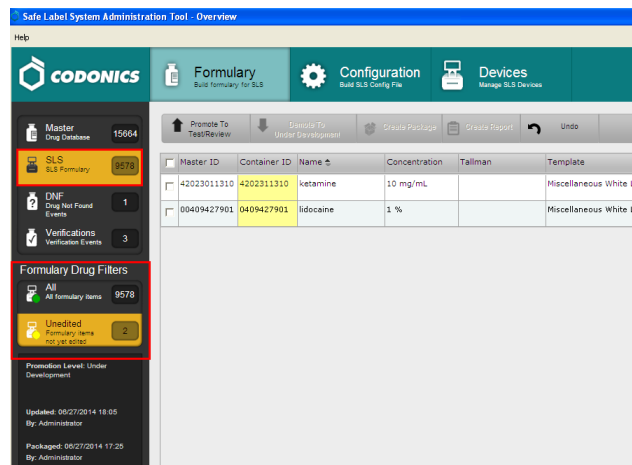 Safe Label System Administration Tool - Overview
Help
CODONICS
Formulary
Build formulary for SLS
Configuration
Build SLS Config File
Devices
Manage SLS Devices
Master
Drug Database
15664
SLS
SLS Formulary
9578
DNF
Drug Not Found
Events
1
Verifications
Verification Events
3
Formulary Drug Filters
All
All formulary items
9578
Unedited
Formulary items
not yet edited
2
Promotion Level: Under
Development
Updated: 06/27/2014 18:05
By: Administrator
Packaged: 06/27/2014 17:25
By: Administrator
Promote To
Test/Review
Demote To
Under Development
Create Package
Create Report
Undo
Master ID Container ID Name Concentration Tallman Template
42023011310 4202311310 ketamine 10 mg/mL Miscellaneous White
00409427901 0409427901 lidocaine 1 % Miscellaneous White